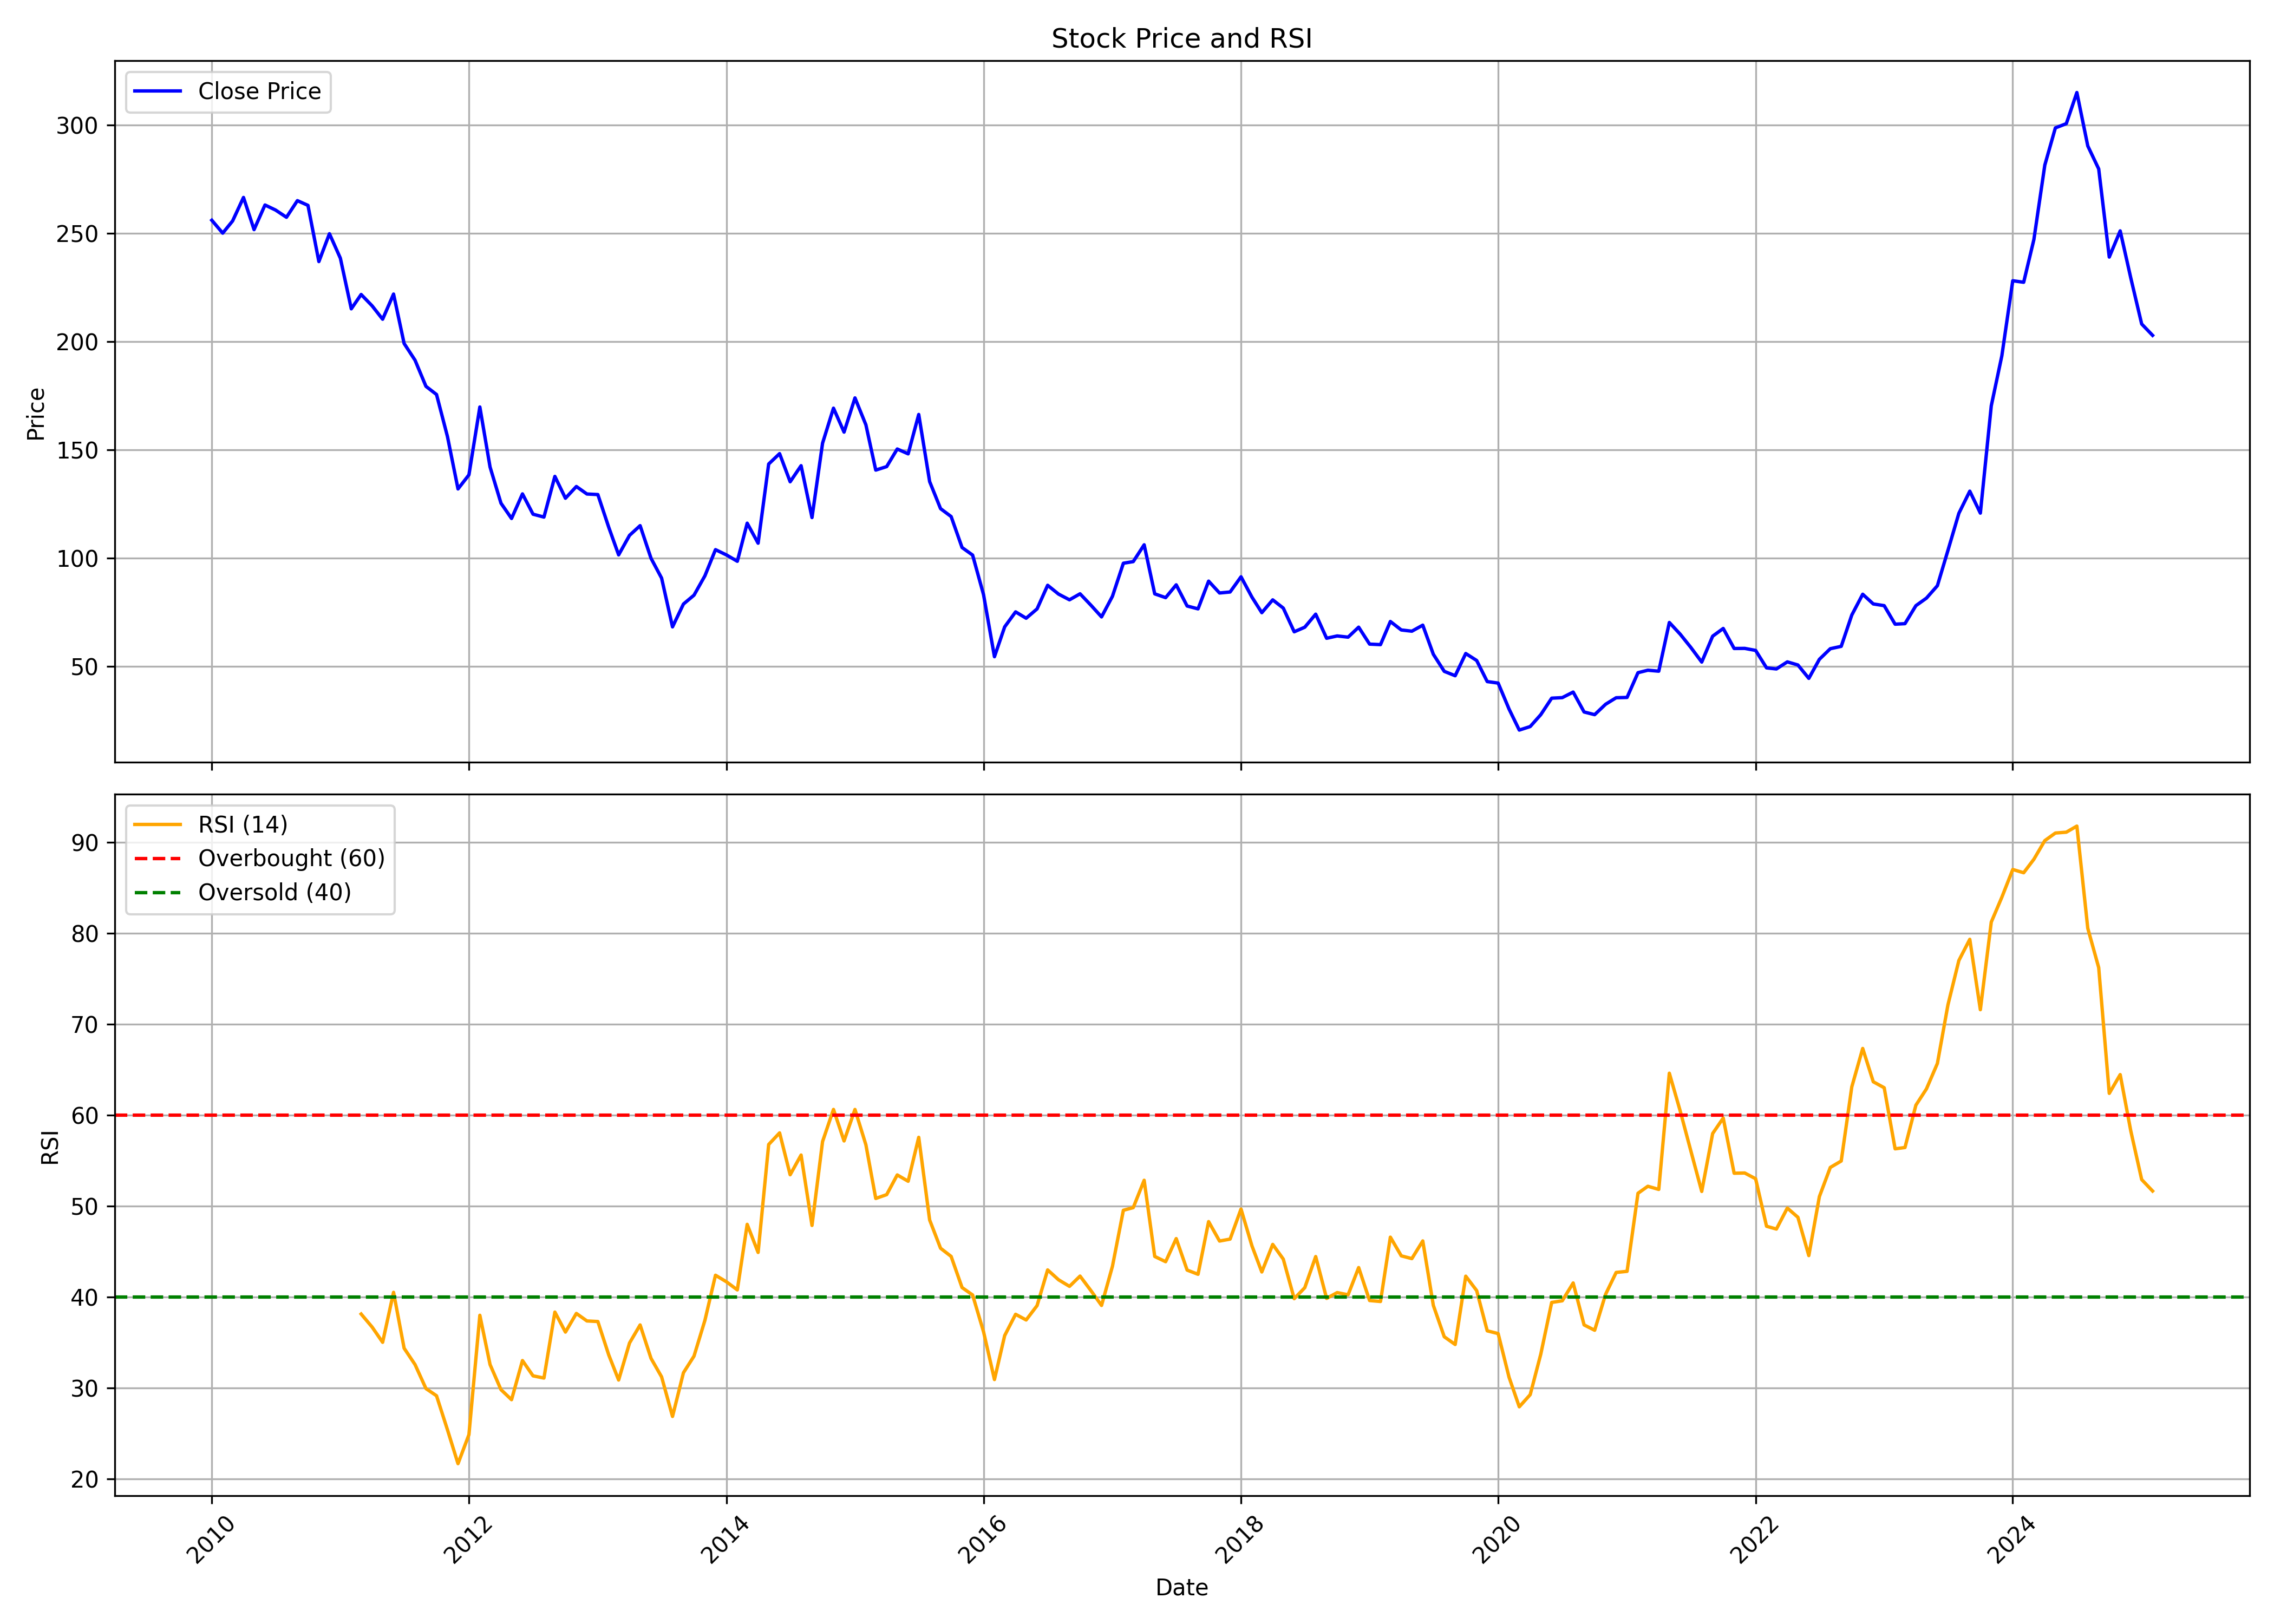 Stock Price and RSI
Close Price
Price
300
250
200
150
100
50
RSI (14)
Overbought (60)
Oversold (40)
RSI
90
80
70
60
50
40
30
20
2010
2012
2014
2016
2018
2020
2022
2024
Date